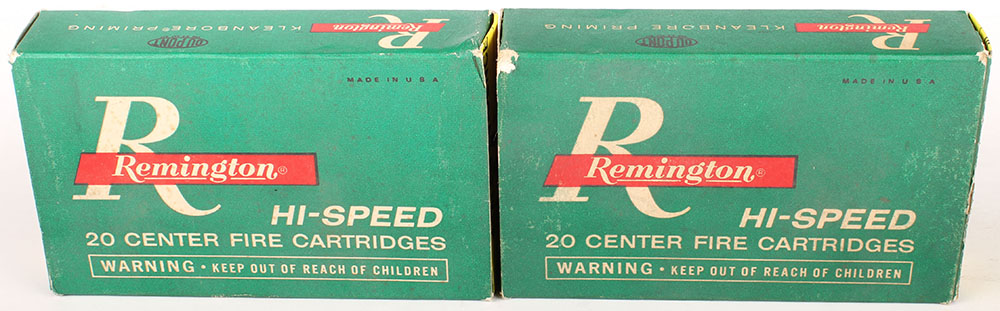 R Remington KLEANBORE® PRIMING
DU PONT
MADE IN U S A
R
Remington®
HI-SPEED
20 CENTER FIRE CARTRIDGES
WARNING • KEEP OUT OF REACH OF CHILDREN
R Remington KLEANBORE PRIMING
DU PONT
MADE IN U S A
R
Remington®
HI-SPEED
20 CENTER FIRE CARTRIDGES
WARNING • KEEP OUT OF REACH OF CHILDREN